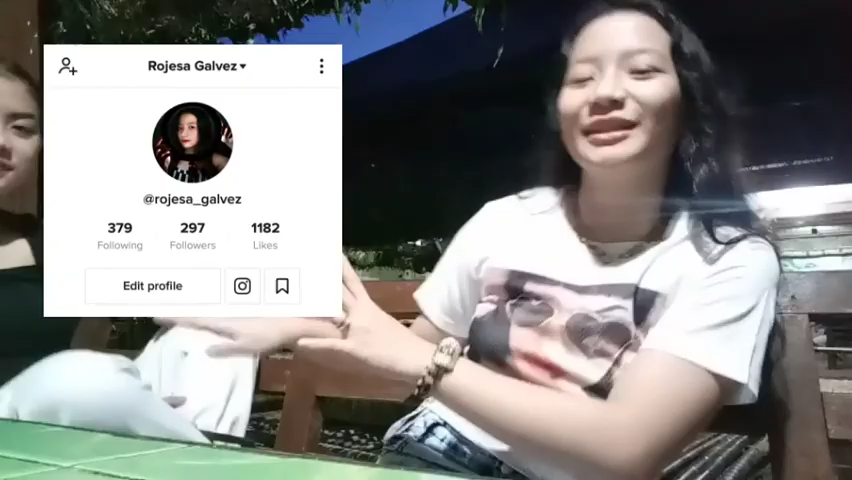 Rojesa Galvez
@rojesa_galvez
379 297 1182
Following Followers Likes
Edit profile